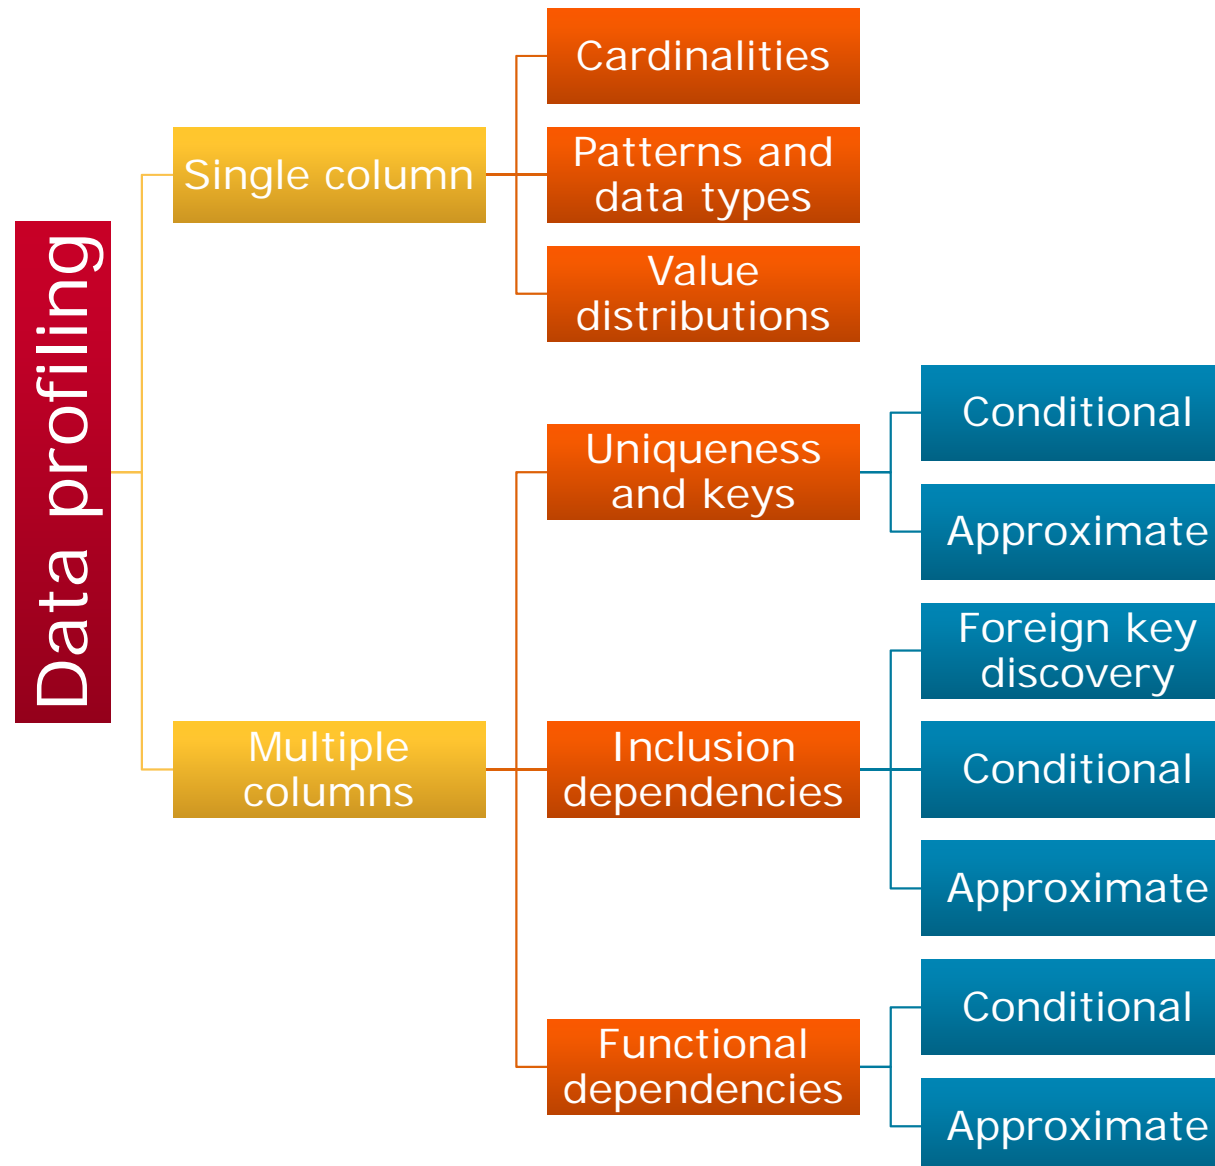 Data profiling
Single column
Cardinalities
Patterns and
data types
Value
distributions
Multiple
columns
Uniqueness
and keys
Conditional
Approximate
Inclusion
dependencies
Foreign key
discovery
Conditional
Approximate
Functional
dependencies
Conditional
Approximate